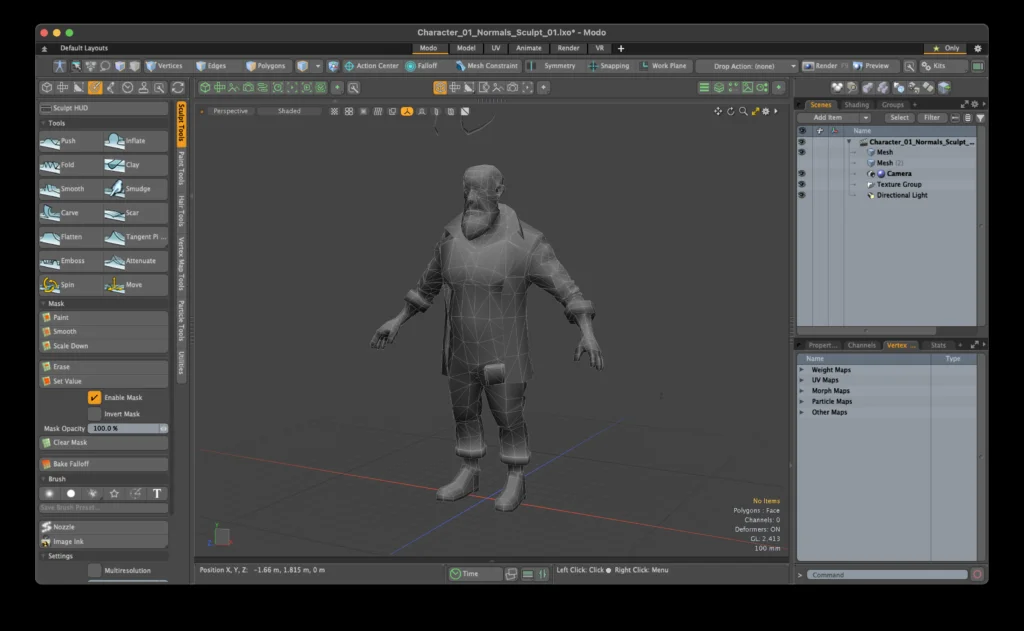 Character_01_Normals_Sculpt_01.lxo* - Modo
Default Layouts
Modo Model UV Animate Render VR +
Only
Vertices Edges Polygons Action Center Falloff Mesh Constraint Symmetry Snapping Work Plane Drop Action: (none) Render Preview Kits
Sculpt HUD
Tools
Push Inflate
Fold Clay
Smooth Smudge
Carve Scar
Flatten Tangent Pi ...
Emboss Attenuate
Spin Move
Mask
Paint
Smooth
Scale Down
Erase
Set Value
Enable Mask
Invert Mask
Mask Opacity 100.0 %
Clear Mask
Bake Falloff
Brush
T
Save Brush Preset...
Nozzle
Image Ink
Settings
Multiresolution
Sculpt Tools
Paint Tools
Hair Tools
Vertex Map Tools
Particle Tools
Utilities
Perspective Shaded
No Items
Polygons : Face
Channels: 0
Deformers: ON
GL: 2,413
100 mm
Y
Z
Position X, Y, Z: -1.66 m, 1.815 m, 0 m
Time
Left Click: Click Right Click: Menu
Scenes Shading Groups +
Add Item Select Filter
Name
Character_01_Normals_Sculpt_...
Mesh
Mesh (2)
Camera
Texture Group
Directional Light
Propert... Channels Vertex ... Stats +
Name Type
Weight Maps
UV Maps
Morph Maps
Particle Maps
Other Maps
> Command